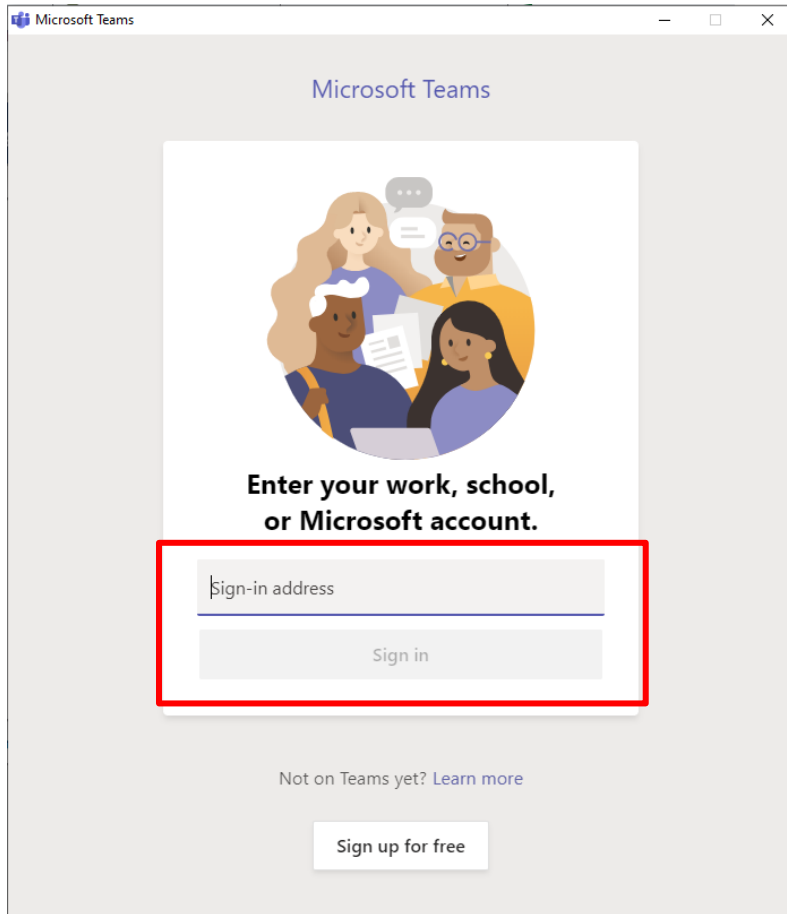 Microsoft Teams
Microsoft Teams
Enter your work, school,
or Microsoft account.
Sign-in address
Sign in
Not on Teams yet? Learn more
Sign up for free